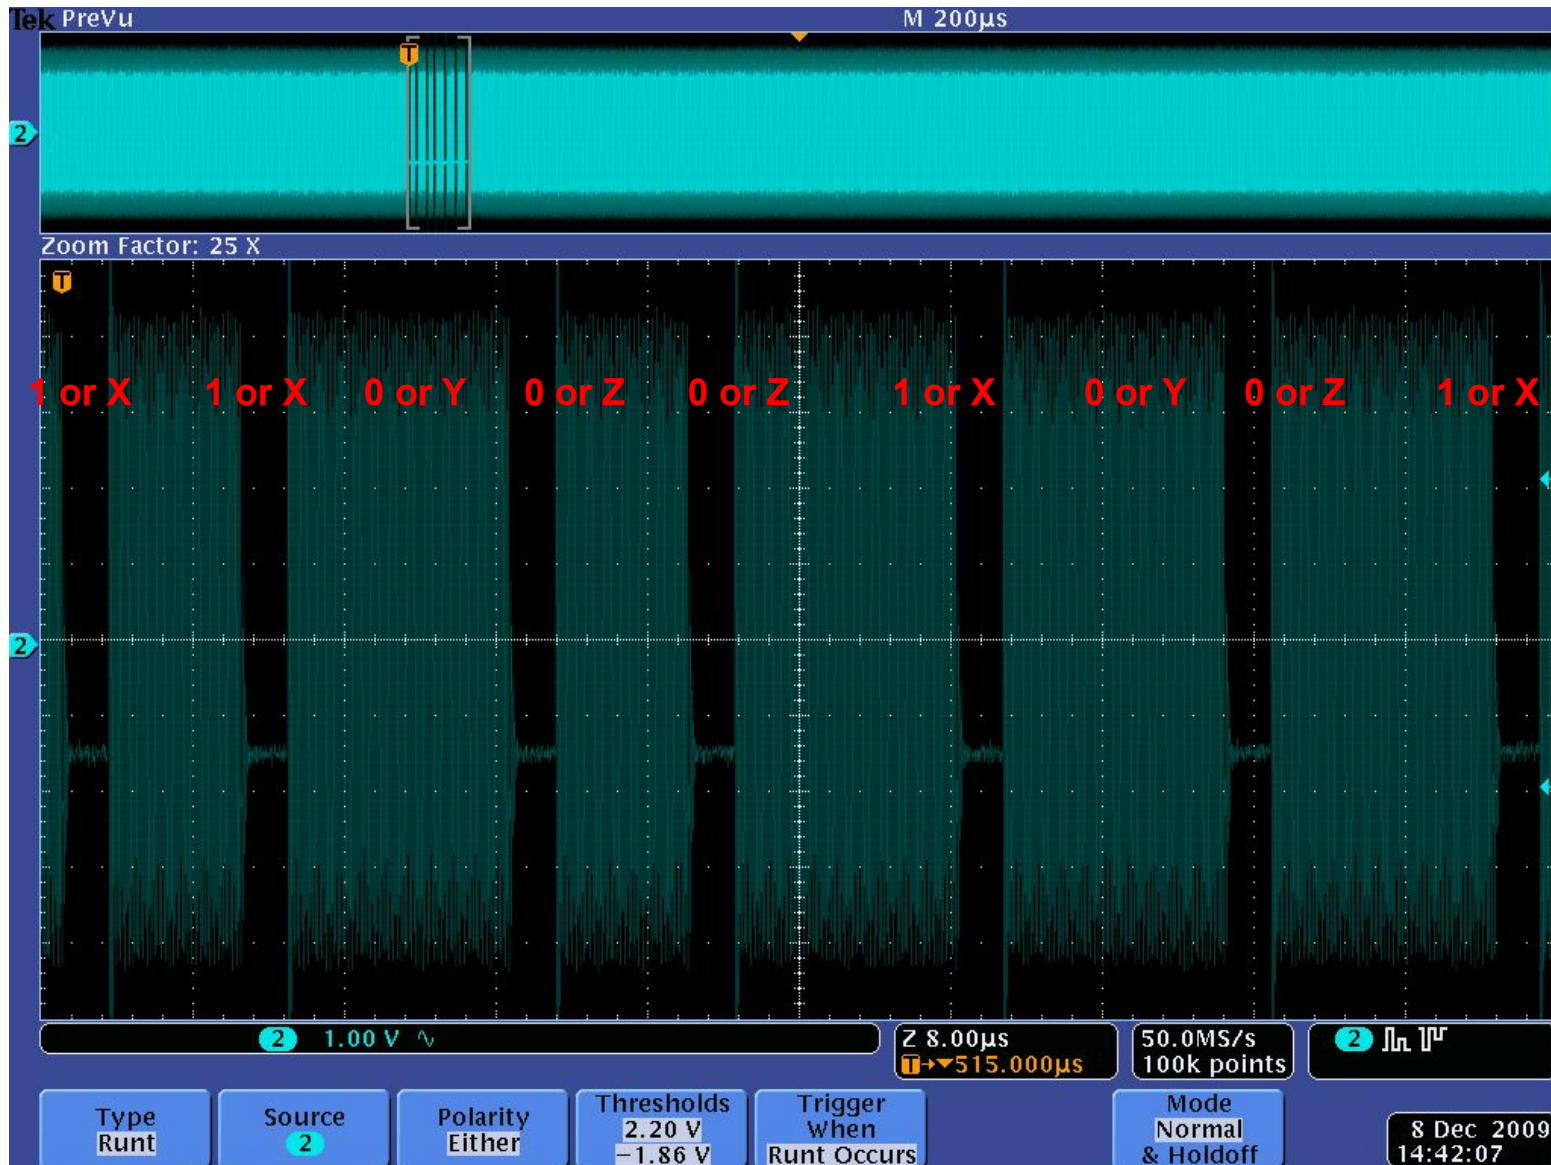 Tek PreVu M 200µs
T
2
Zoom Factor: 25 X
T
1 or X 1 or X 0 or Y 0 or Z 0 or Z 1 or X 0 or Y 0 or Z 1 or X
2
2 1.00 V Z 8.00µs 50.0MS/s 2
T→▼515.000µs 100k points
Type Source Polarity Thresholds Trigger Mode
Runt 2 Either 2.20 V When Normal 8 Dec 2009
−1.86 V Runt Occurs & Holdoff 14:42:07